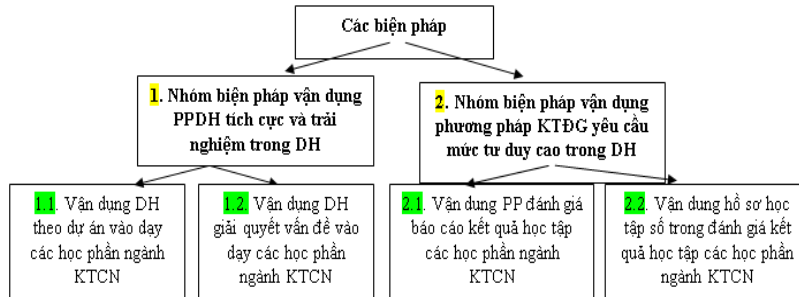 Các biện pháp
1. Nhóm biện pháp vận dụng
PPDH tích cực và trải
nghiệm trong DH
2. Nhóm biện pháp vận dụng
phương pháp KTĐG yêu cầu
mức tư duy cao trong DH
1.1. Vận dụng DH
theo dự án vào dạy
các học phần ngành
KTCN
1.2. Vận dụng DH
giải quyết vấn đề vào
dạy các học phần
ngành KTCN
2.1. Vận dụng PP đánh giá
báo cáo kết quả học tập
các học phần ngành
KTCN
2.2. Vận dụng hồ sơ học
tập số trong đánh giá kết
quả học tập các học phần
ngành KTCN